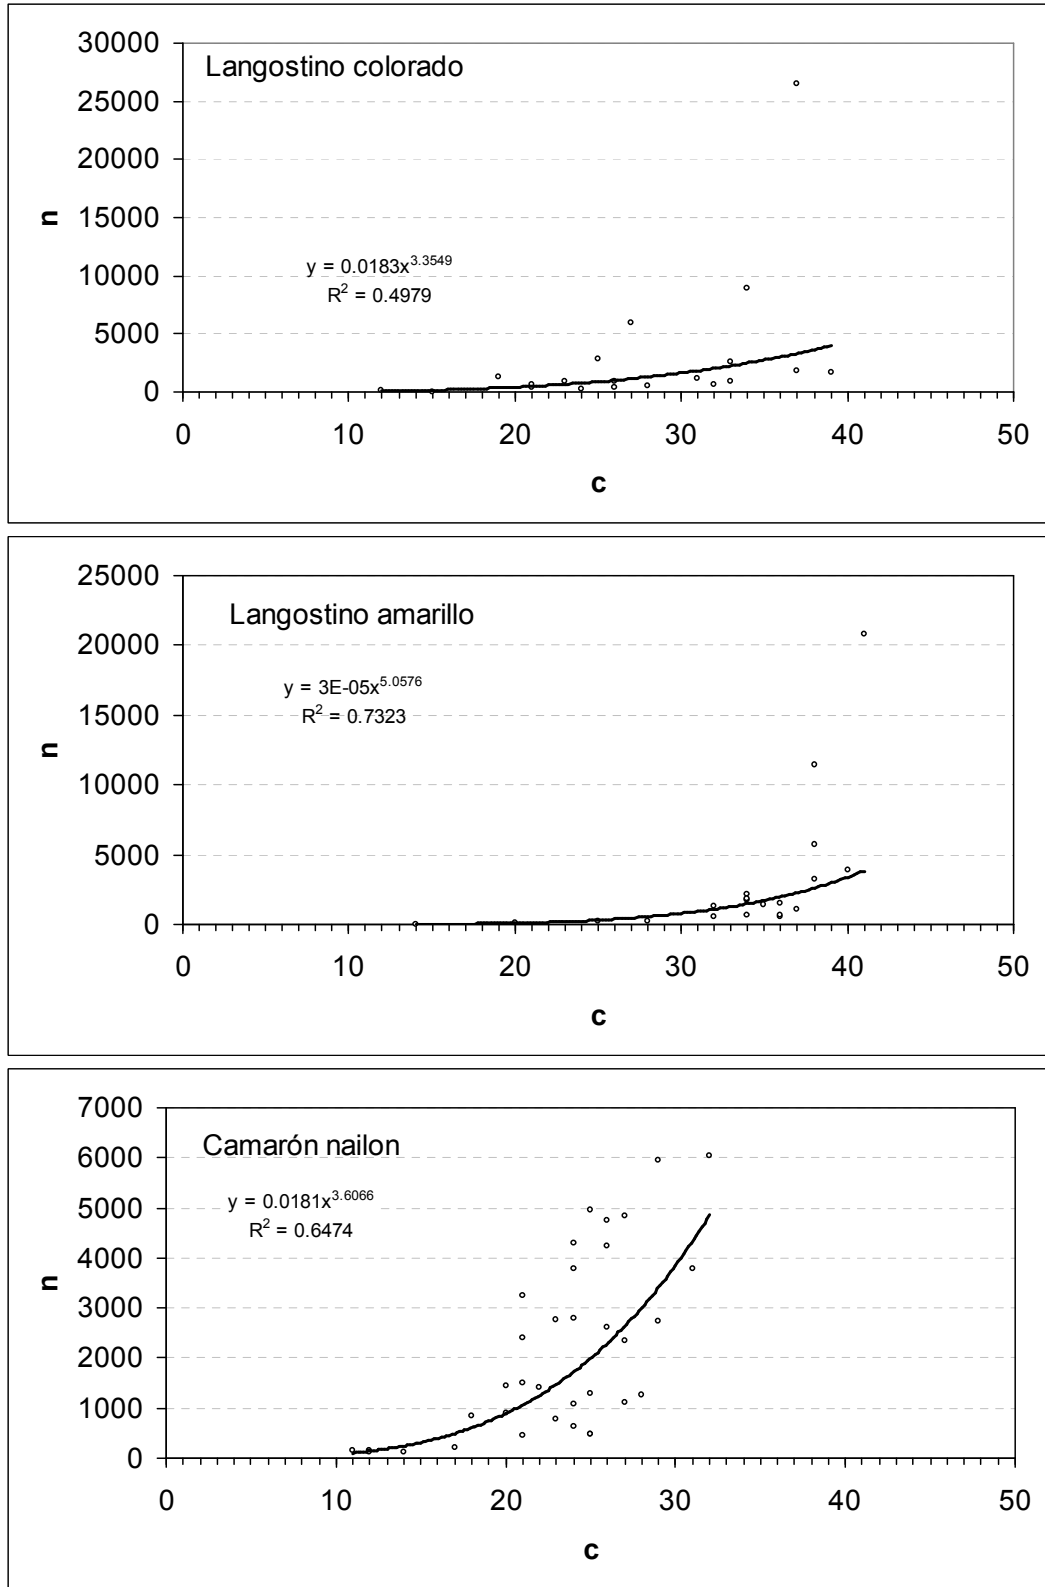 30000
Langostino colorado
25000
20000
n
15000
y = 0.0183x^3.3549
10000
R² = 0.4979
5000
0
0 10 20 30 40 50
c
25000
Langostino amarillo
20000
y = 3E-05x^5.0576
15000
R² = 0.7323
n
10000
5000
0
0 10 20 30 40 50
c
7000
Camarón nailon
6000
y = 0.0181x^3.6066
5000
R² = 0.6474
4000
n
3000
2000
1000
0
0 10 20 30 40 50
c